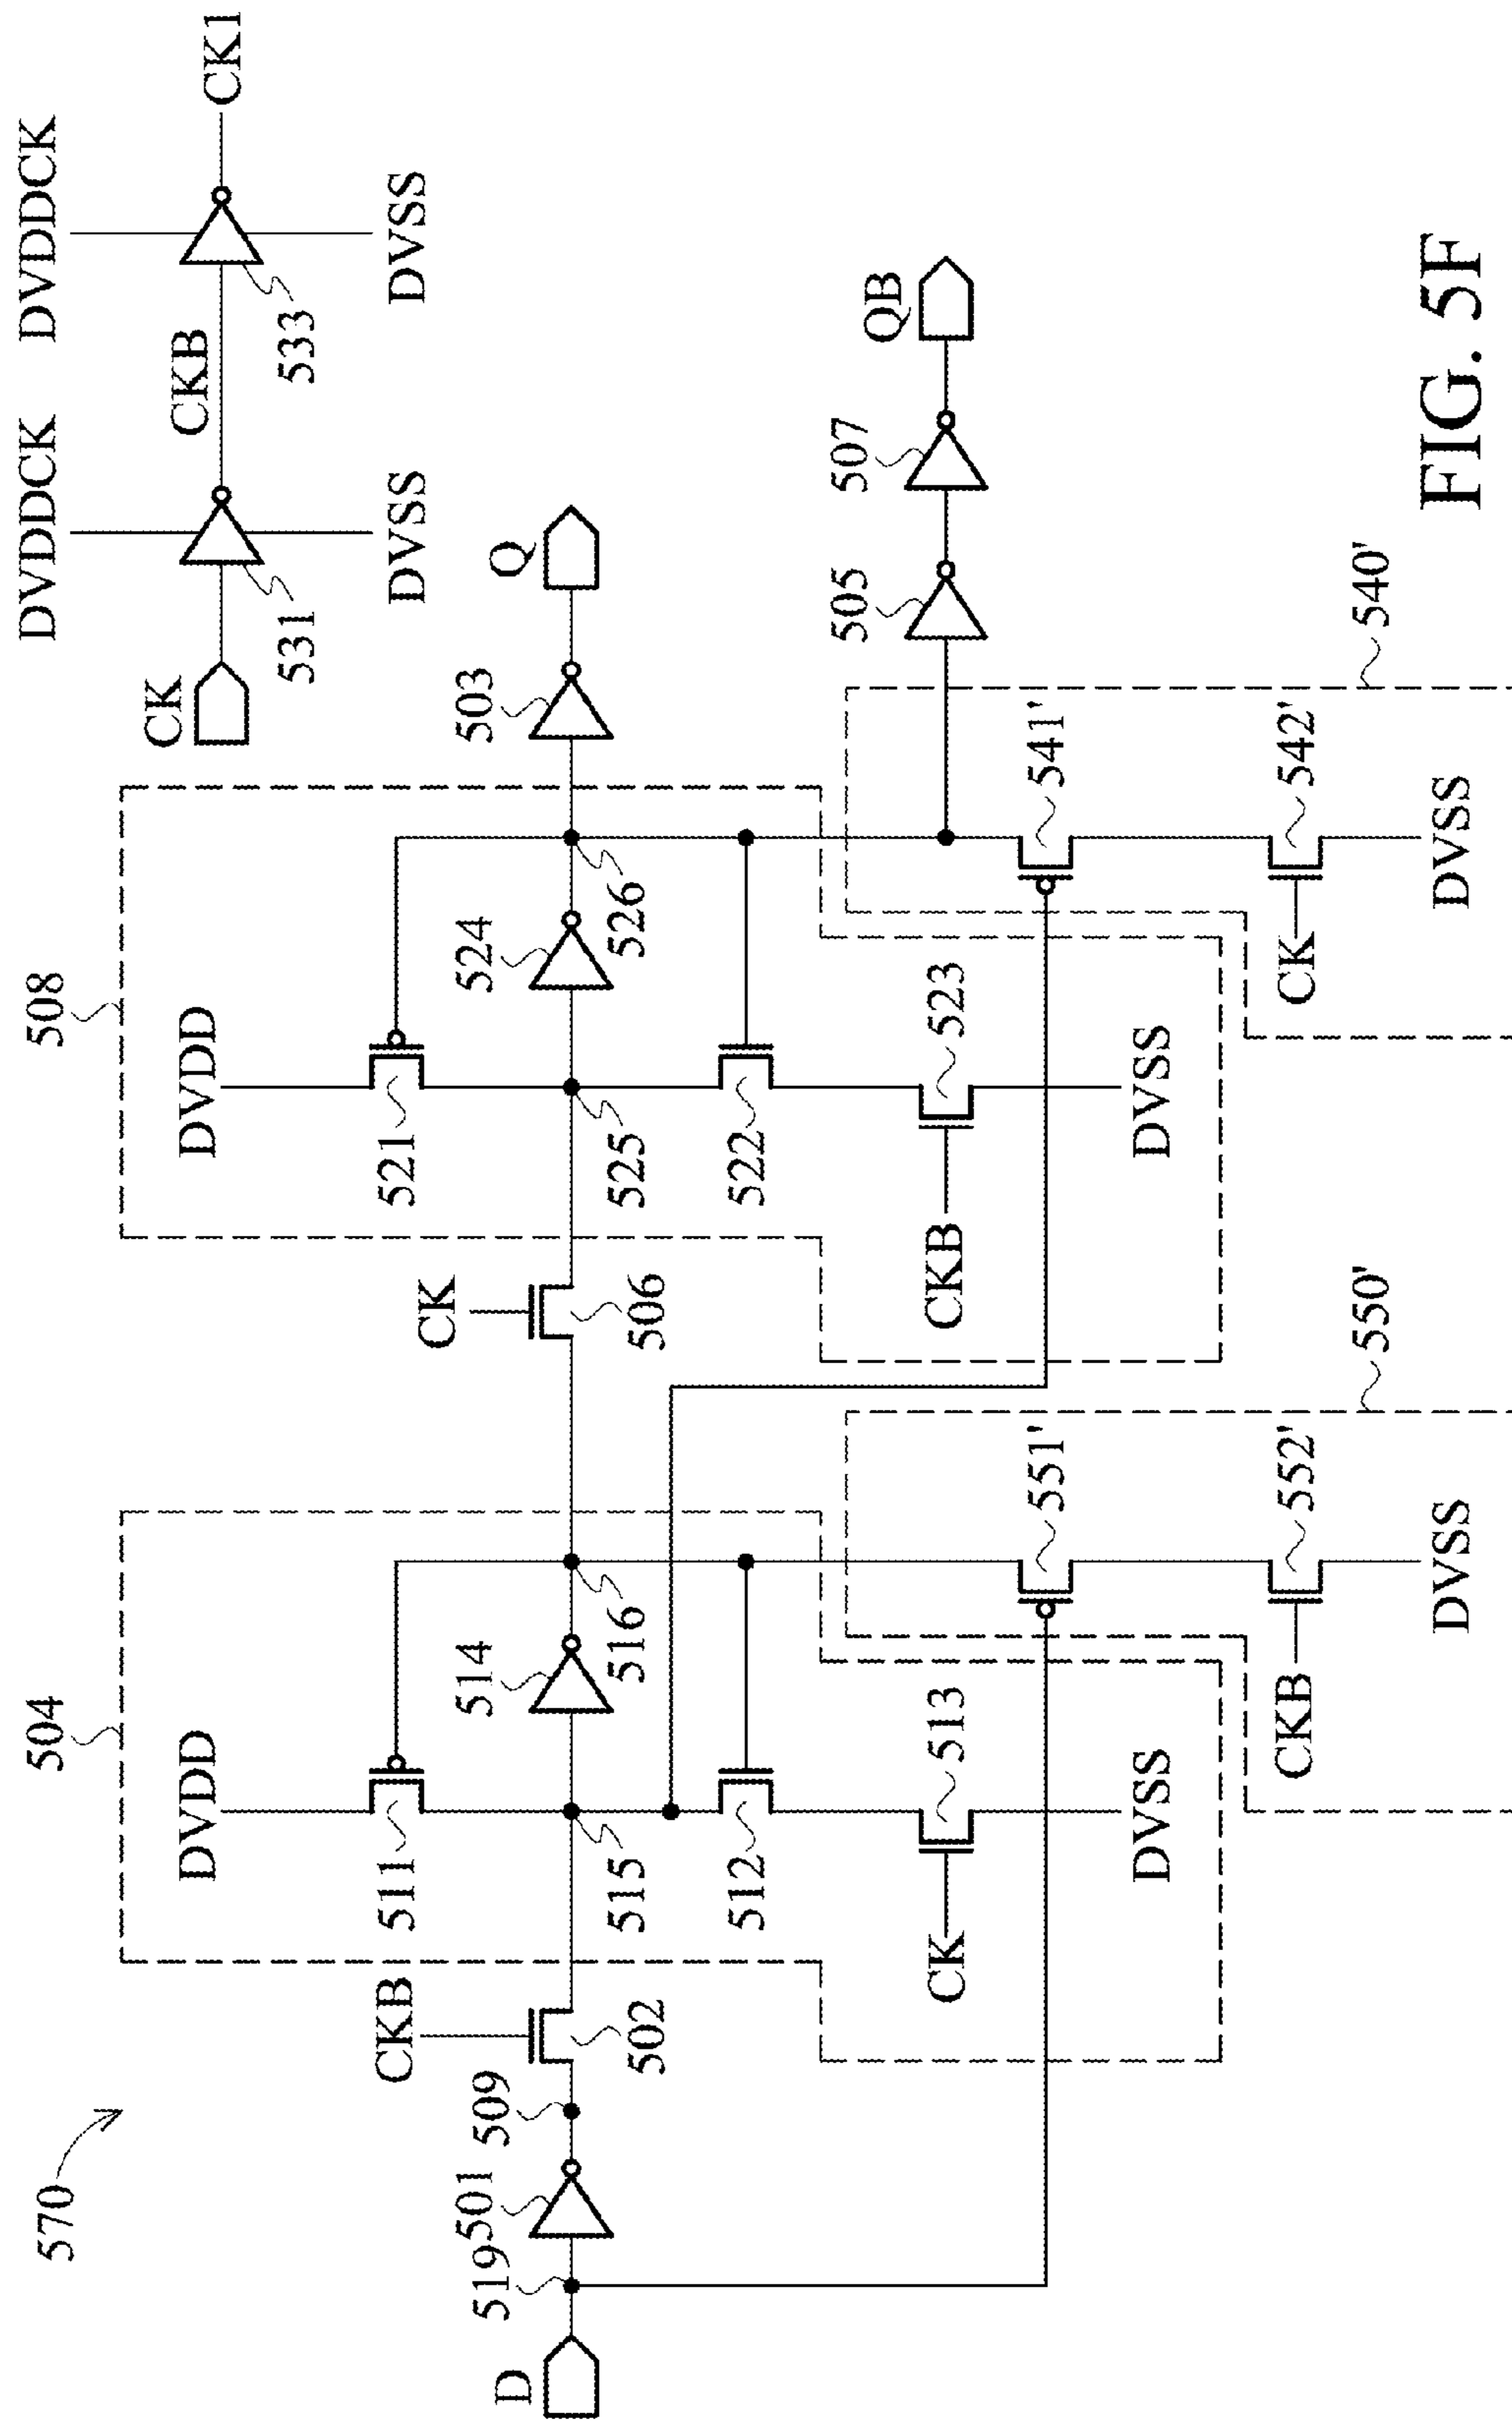 570
504
508
DVDDCK
DVDDCK
DVDD
DVDD
CK
CKB
CK1
531
533
DVSS
DVSS
CKB
511
CK
521
D
519
501
509
502
515
514
516
506
525
524
526
503
Q
512
522
CK
513
CKB
523
505
507
QB
DVSS
DVSS
551'
541'
CKB
552'
550'
CK
542'
540'
DVSS
DVSS
FIG. 5F